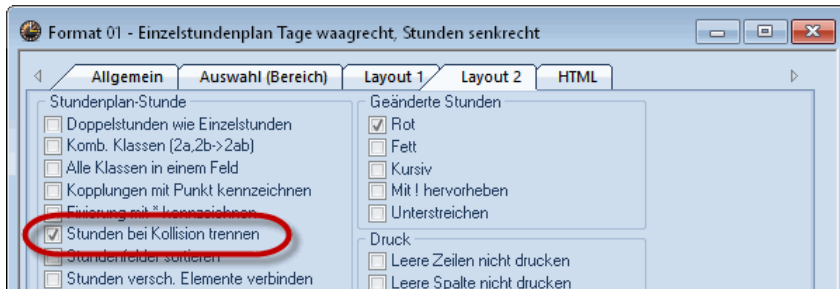 Format 01 - Einzelstundenplan Tage waagrecht, Stunden senkrecht
Allgemein Auswahl (Bereich) Layout 1 Layout 2 HTML
Stundenplan-Stunde
Doppelstunden wie Einzelstunden
Komb. Klassen (2a,2b->2ab)
Alle Klassen in einem Feld
Kopplungen mit Punkt kennzeichnen
Fixierung mit * kennzeichnen
Stunden bei Kollision trennen
Stundenfelder sortieren
Stunden versch. Elemente verbinden
Geänderte Stunden
Rot
Fett
Kursiv
Mit ! hervorheben
Unterstreichen
Druck
Leere Zeilen nicht drucken
Leere Spalte nicht drucken